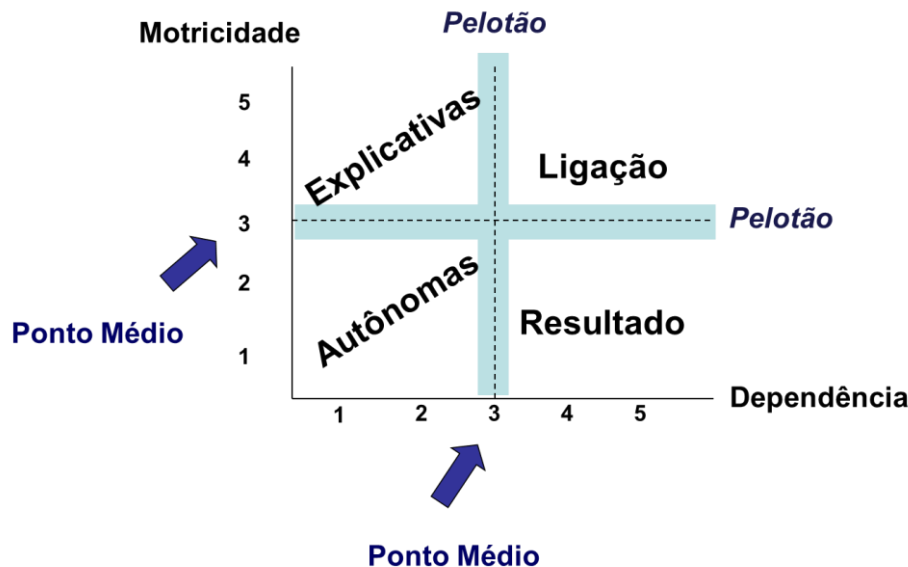 Pelotão
Motricidade
5
4
3
2
1
Explicativas
Ligação
Pelotão
Autônomas
Resultado
Ponto Médio
1 2 3 4 5
Dependência
Ponto Médio